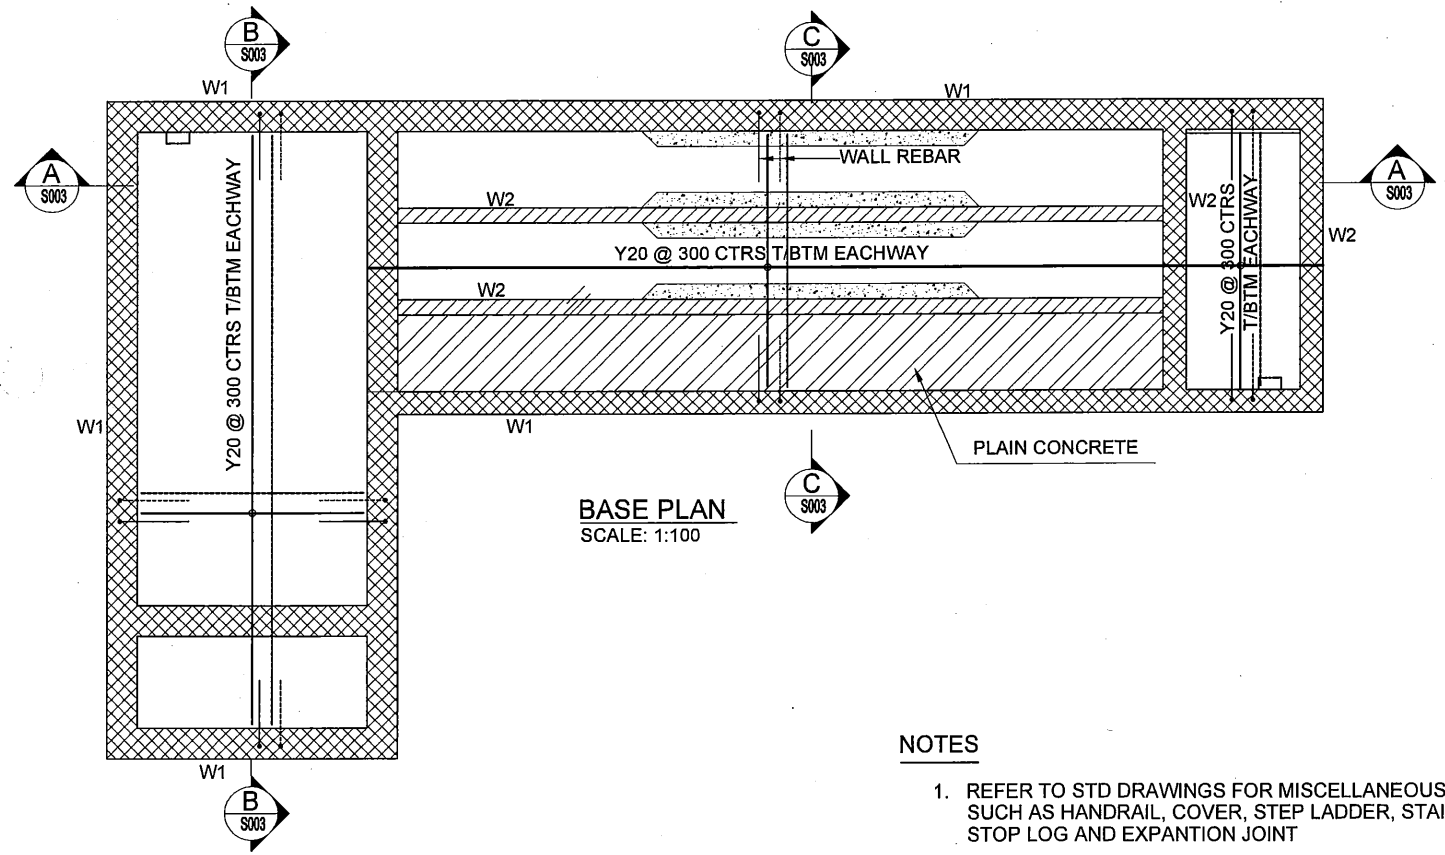 B
S003
C
S003
W1
W1
A
S003
WALL REBAR
A
S003
W2
W2
W2
Y20 @ 300 CTRS T/BTM EACHWAY
Y20 @ 300 CTRS T/BTM EACHWAY
Y20 @ 300 CTRS
T/BTM EACHWAY
W2
W1
W1
PLAIN CONCRETE
C
S003
BASE PLAN
SCALE: 1:100
W1
B
S003
NOTES
1. REFER TO STD DRAWINGS FOR MISCELLANEOUS
SUCH AS HANDRAIL, COVER, STEP LADDER, STAI
STOP LOG AND EXPANTION JOINT